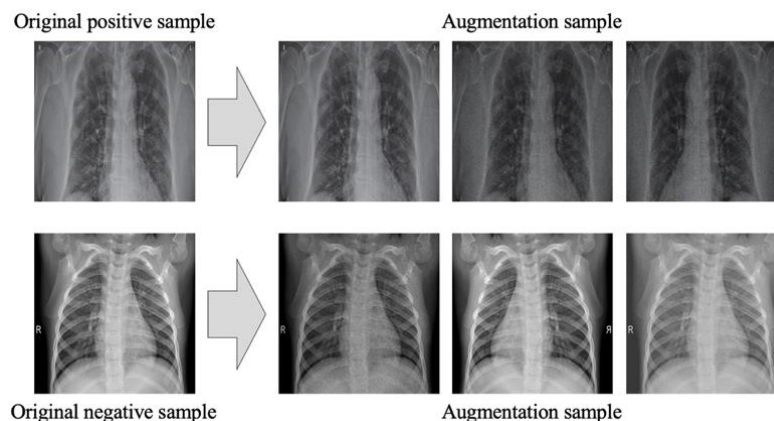 Original positive sample
Augmentation sample
R
R
Я
R
Original negative sample
Augmentation sample